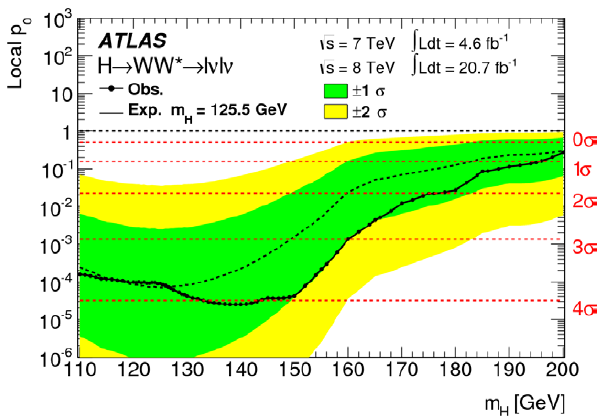 Local p₀
10³
10²
10
1
10⁻¹
10⁻²
10⁻³
10⁻⁴
10⁻⁵
10⁻⁶
ATLAS
H→WW*→lνlν
Obs.
Exp. m_H = 125.5 GeV
√s = 7 TeV ∫Ldt = 4.6 fb⁻¹
√s = 8 TeV ∫Ldt = 20.7 fb⁻¹
±1 σ
±2 σ
0σ
1σ
2σ
3σ
4σ
110 120 130 140 150 160 170 180 190 200
m_H [GeV]